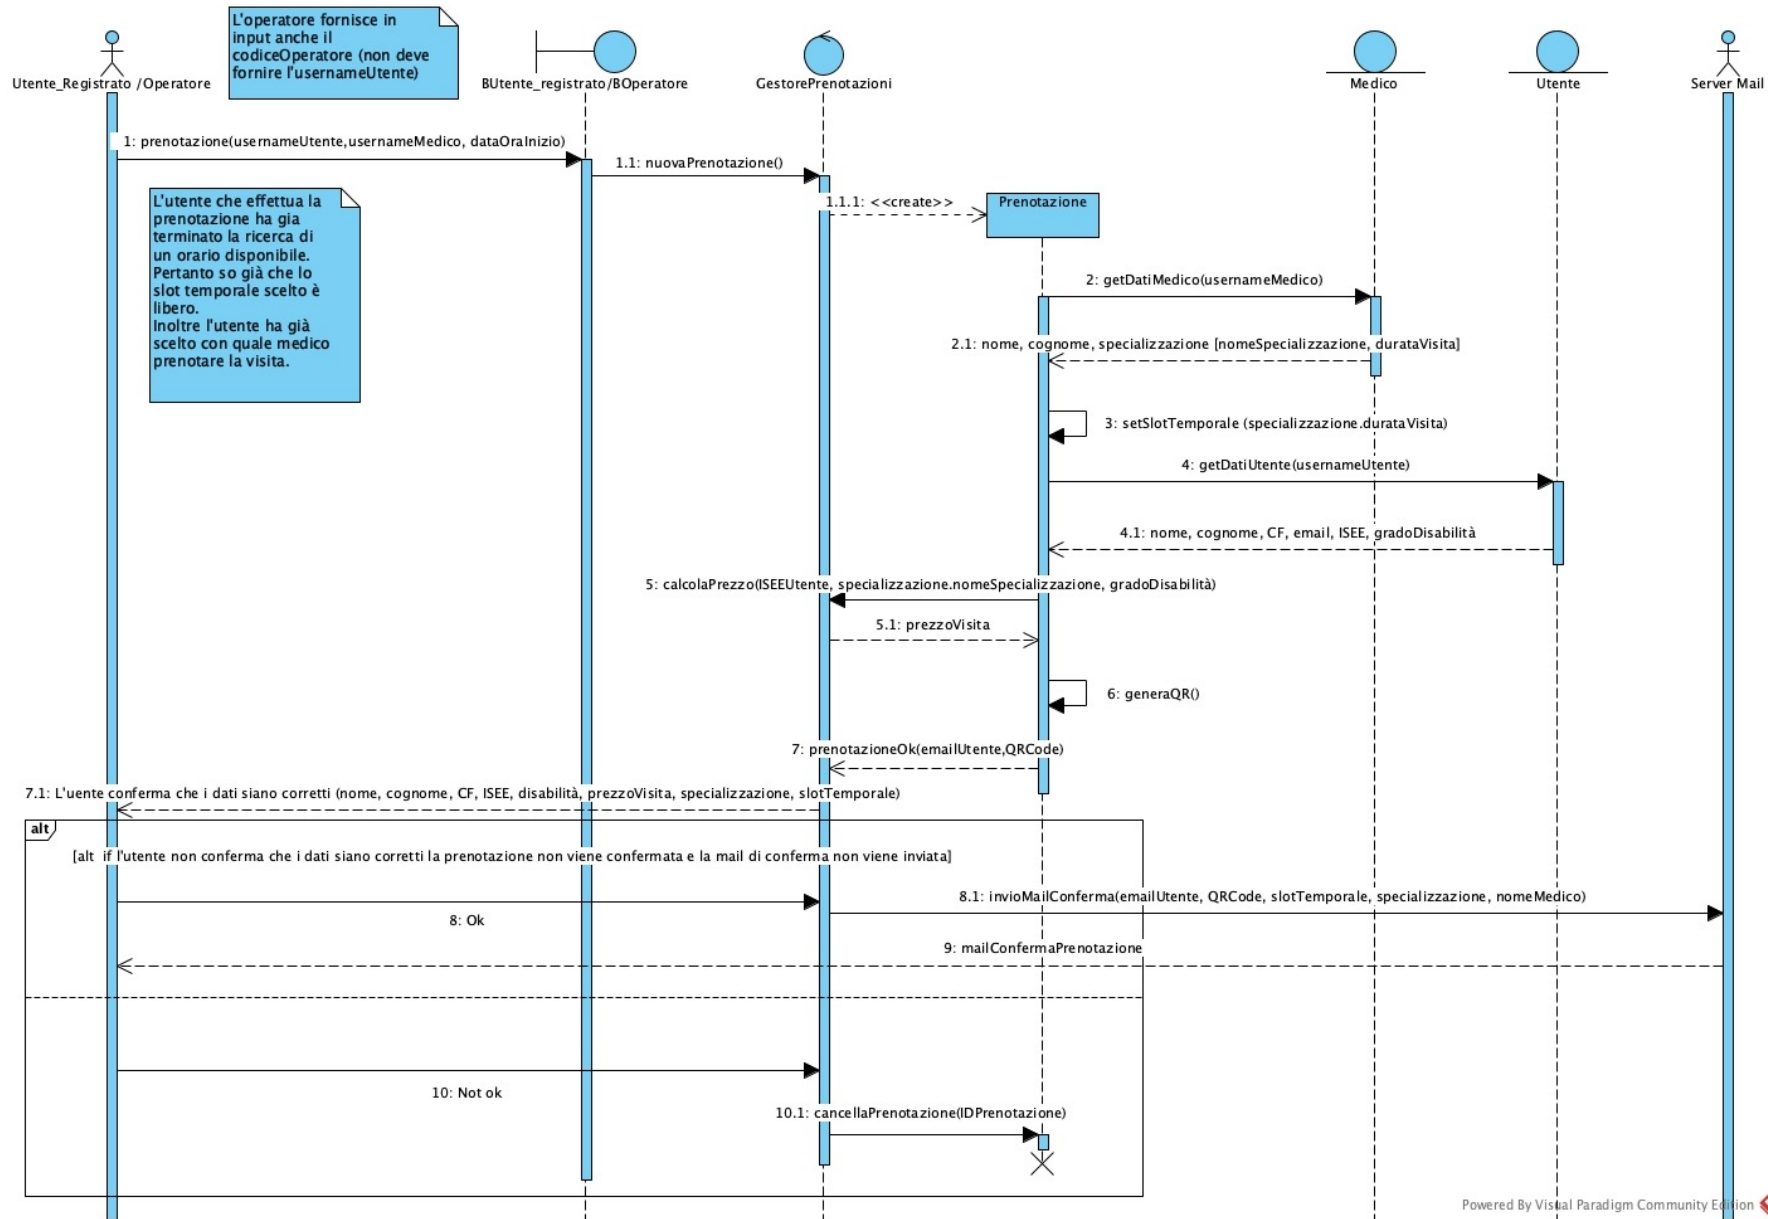 L'operatore fornisce in
input anche il
codiceOperatore (non deve
fornire l'usernameUtente)
Utente_Registrato /Operatore
BUtente_registrato/BOperatore
GestorePrenotazioni
Medico
Utente
Server Mail
1: prenotazione(usernameUtente,usernameMedico, dataOraInizio)
1.1: nuovaPrenotazione()
1.1.1: <<create>>
Prenotazione
L'utente che effettua la
prenotazione ha gia
terminato la ricerca di
un orario disponibile.
Pertanto so già che lo
slot temporale scelto è
libero.
Inoltre l'utente ha già
scelto con quale medico
prenotare la visita.
2: getDatiMedico(usernameMedico)
2.1: nome, cognome, specializzazione [nomeSpecializzazione, durataVisita]
3: setSlotTemporale (specializzazione.durataVisita)
4: getDatiUtente(usernameUtente)
4.1: nome, cognome, CF, email, ISEE, gradoDisabilità
5: calcolaPrezzo(ISEEUtente, specializzazione.nomeSpecializzazione, gradoDisabilità)
5.1: prezzoVisita
6: generaQR()
7: prenotazioneOk(emailUtente,QRCode)
7.1: L'uente conferma che i dati siano corretti (nome, cognome, CF, ISEE, disabilità, prezzoVisita, specializzazione, slotTemporale)
alt
[alt if l'utente non conferma che i dati siano corretti la prenotazione non viene confermata e la mail di conferma non viene inviata]
8: Ok
8.1: invioMailConferma(emailUtente, QRCode, slotTemporale, specializzazione, nomeMedico)
9: mailConfermaPrenotazione
10: Not ok
10.1: cancellaPrenotazione(IDPrenotazione)
Powered By Visual Paradigm Community Edition